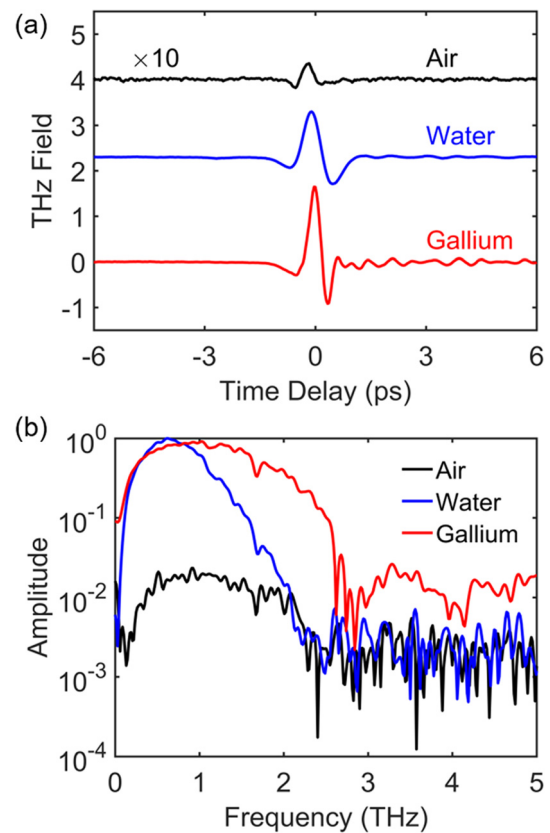 (a)
×10
Air
Water
Gallium
THz Field
5
4
3
2
1
0
-1
-6
-3
0
3
6
Time Delay (ps)
(b)
Air
Water
Gallium
Amplitude
10⁰
10⁻¹
10⁻²
10⁻³
10⁻⁴
0
1
2
3
4
5
Frequency (THz)